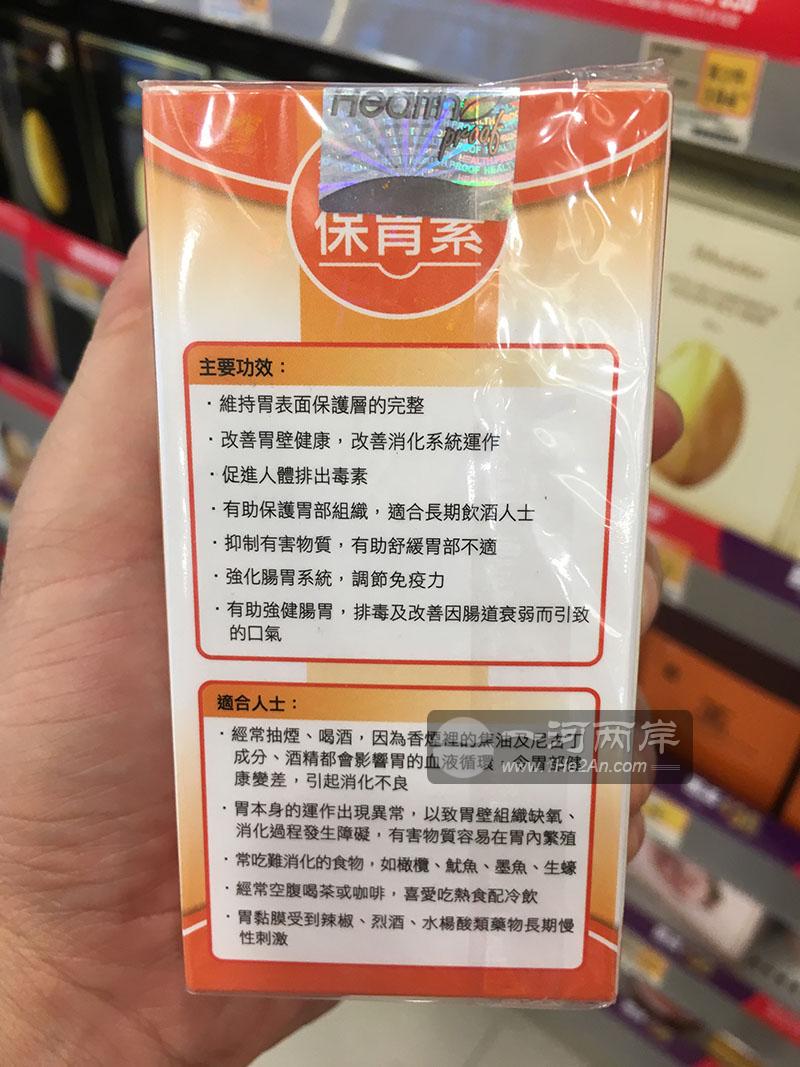 Health
proof
保胃素
主要功效：
·維持胃表面保護層的完整
·改善胃壁健康，改善消化系統運作
·促進人體排出毒素
·有助保護胃部組織，適合長期飲酒人士
·抑制有害物質，有助舒緩胃部不適
·強化腸胃系統，調節免疫力
·有助強健腸胃，排毒及改善因腸道衰弱而引致
的口氣
適合人士：
·經常抽煙、喝酒，因為香煙裡的焦油及尼古丁
成分、酒精都會影響胃的血液循環，令胃部健
康變差，引起消化不良
·胃本身的運作出現異常，以致胃壁組織缺氧、
消化過程發生障礙，有害物質容易在胃內繁殖
·常吃難消化的食物，如橄欖、魷魚、墨魚、生蠔
·經常空腹喝茶或咖啡，喜愛吃熱食配冷飲
·胃黏膜受到辣椒、烈酒、水楊酸類藥物長期慢
性刺激
一河两岸
www.1he2An.com